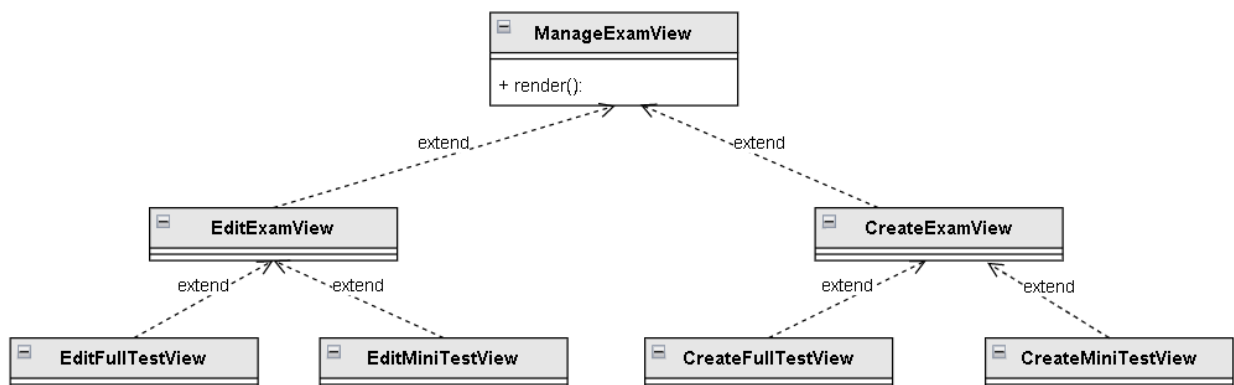 ManageExamView
+ render():
extend
extend
EditExamView
CreateExamView
extend
extend
extend
extend
EditFullTestView
EditMiniTestView
CreateFullTestView
CreateMiniTestView